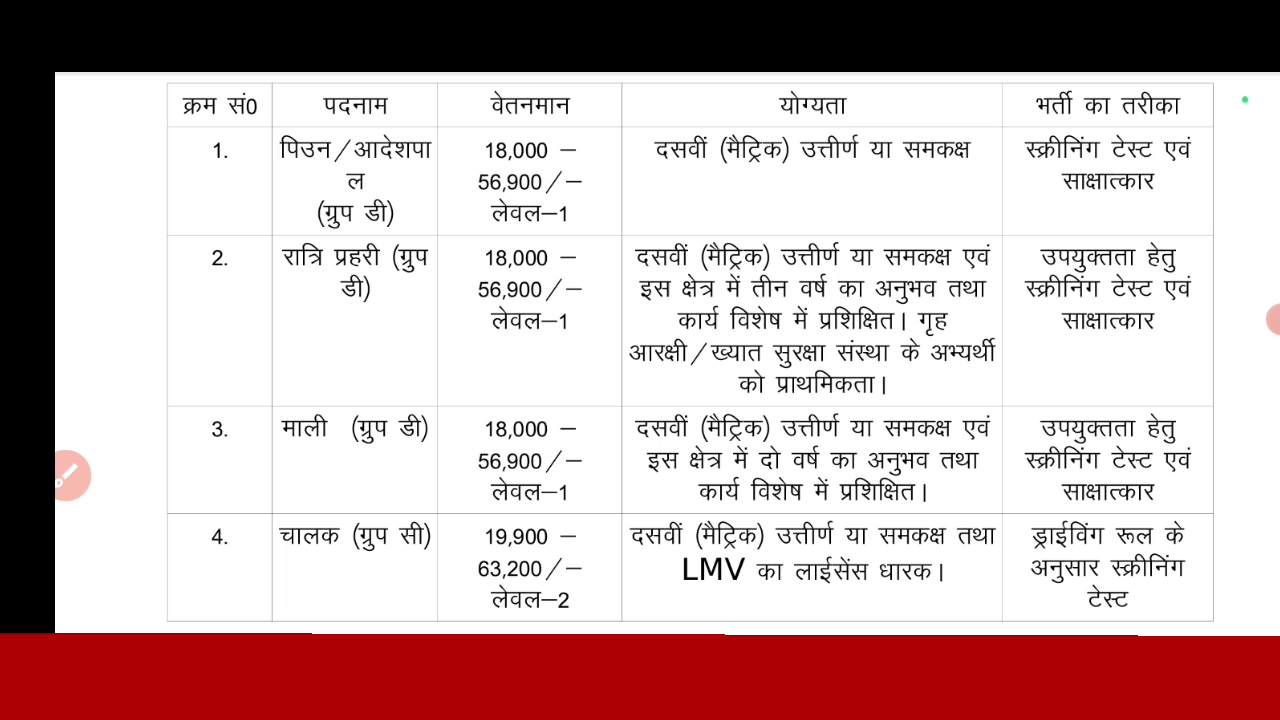 क्रम सं0 पदनाम वेतनमान योग्यता भर्ती का तरीका
1. पिउन/आदेशपा 18,000 – दसवीं (मैट्रिक) उत्तीर्ण या समकक्ष स्क्रीनिंग टेस्ट एवं
ल 56,900/– साक्षात्कार
(ग्रुप डी) लेवल–1
2. रात्रि प्रहरी (ग्रुप 18,000 – दसवीं (मैट्रिक) उत्तीर्ण या समकक्ष एवं उपयुक्तता हेतु
डी) 56,900/– इस क्षेत्र में तीन वर्ष का अनुभव तथा स्क्रीनिंग टेस्ट एवं
लेवल–1 कार्य विशेष में प्रशिक्षित। गृह साक्षात्कार
आरक्षी/ख्यात सुरक्षा संस्था के अभ्यर्थी
को प्राथमिकता।
3. माली (ग्रुप डी) 18,000 – दसवीं (मैट्रिक) उत्तीर्ण या समकक्ष एवं उपयुक्तता हेतु
56,900/– इस क्षेत्र में दो वर्ष का अनुभव तथा स्क्रीनिंग टेस्ट एवं
लेवल–1 कार्य विशेष में प्रशिक्षित। साक्षात्कार
4. चालक (ग्रुप सी) 19,900 – दसवीं (मैट्रिक) उत्तीर्ण या समकक्ष तथा ड्राईविंग रूल के
63,200/– LMV का लाईसेंस धारक। अनुसार स्क्रीनिंग
लेवल–2 टेस्ट